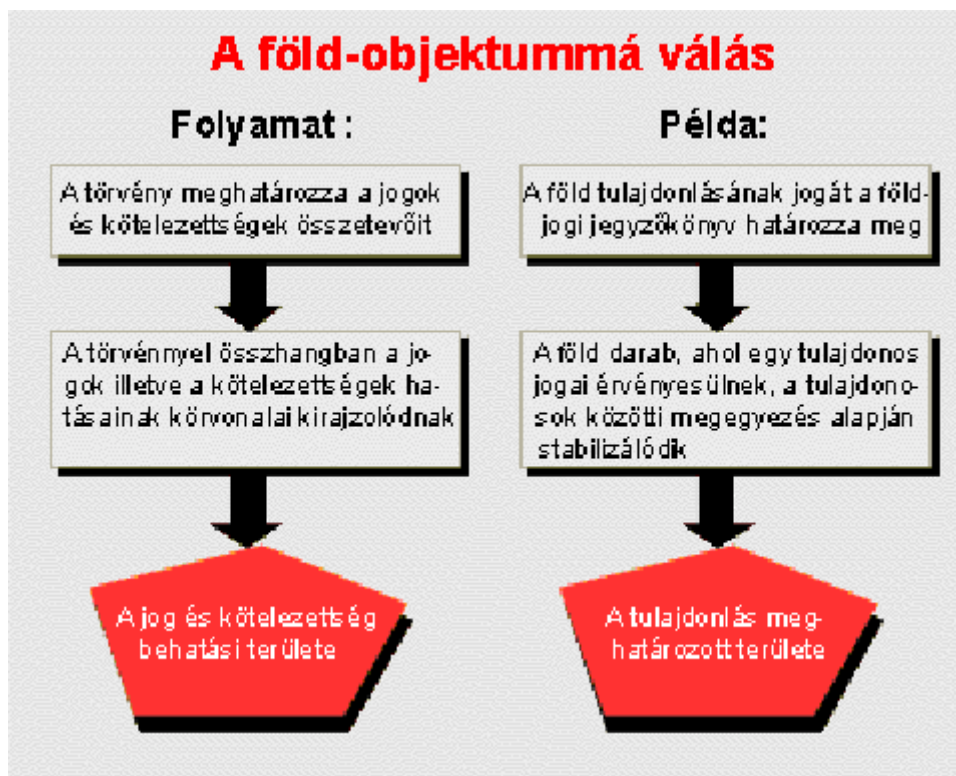 A föld-objektummá válás
Folyamat :
A törvény meghatározza a jogok
és kötelezettségek összetevőit
A törvénnyel összhangban a jo-
gok illetve a kötelezettségek ha-
tásainak körvonalai kirajzolódnak
A jog és kötelezettség
behatási területe
Példa:
A föld tulajdonlásának jogát a föld-
jogi jegyzőkönyv határozza meg
A föld darab, ahol egy tulajdonos
jogai érvényesülnek, a tulajdono-
sok közötti megegyezés alapján
stabilizálódik
A tulajdonlás meg-
határozott területe